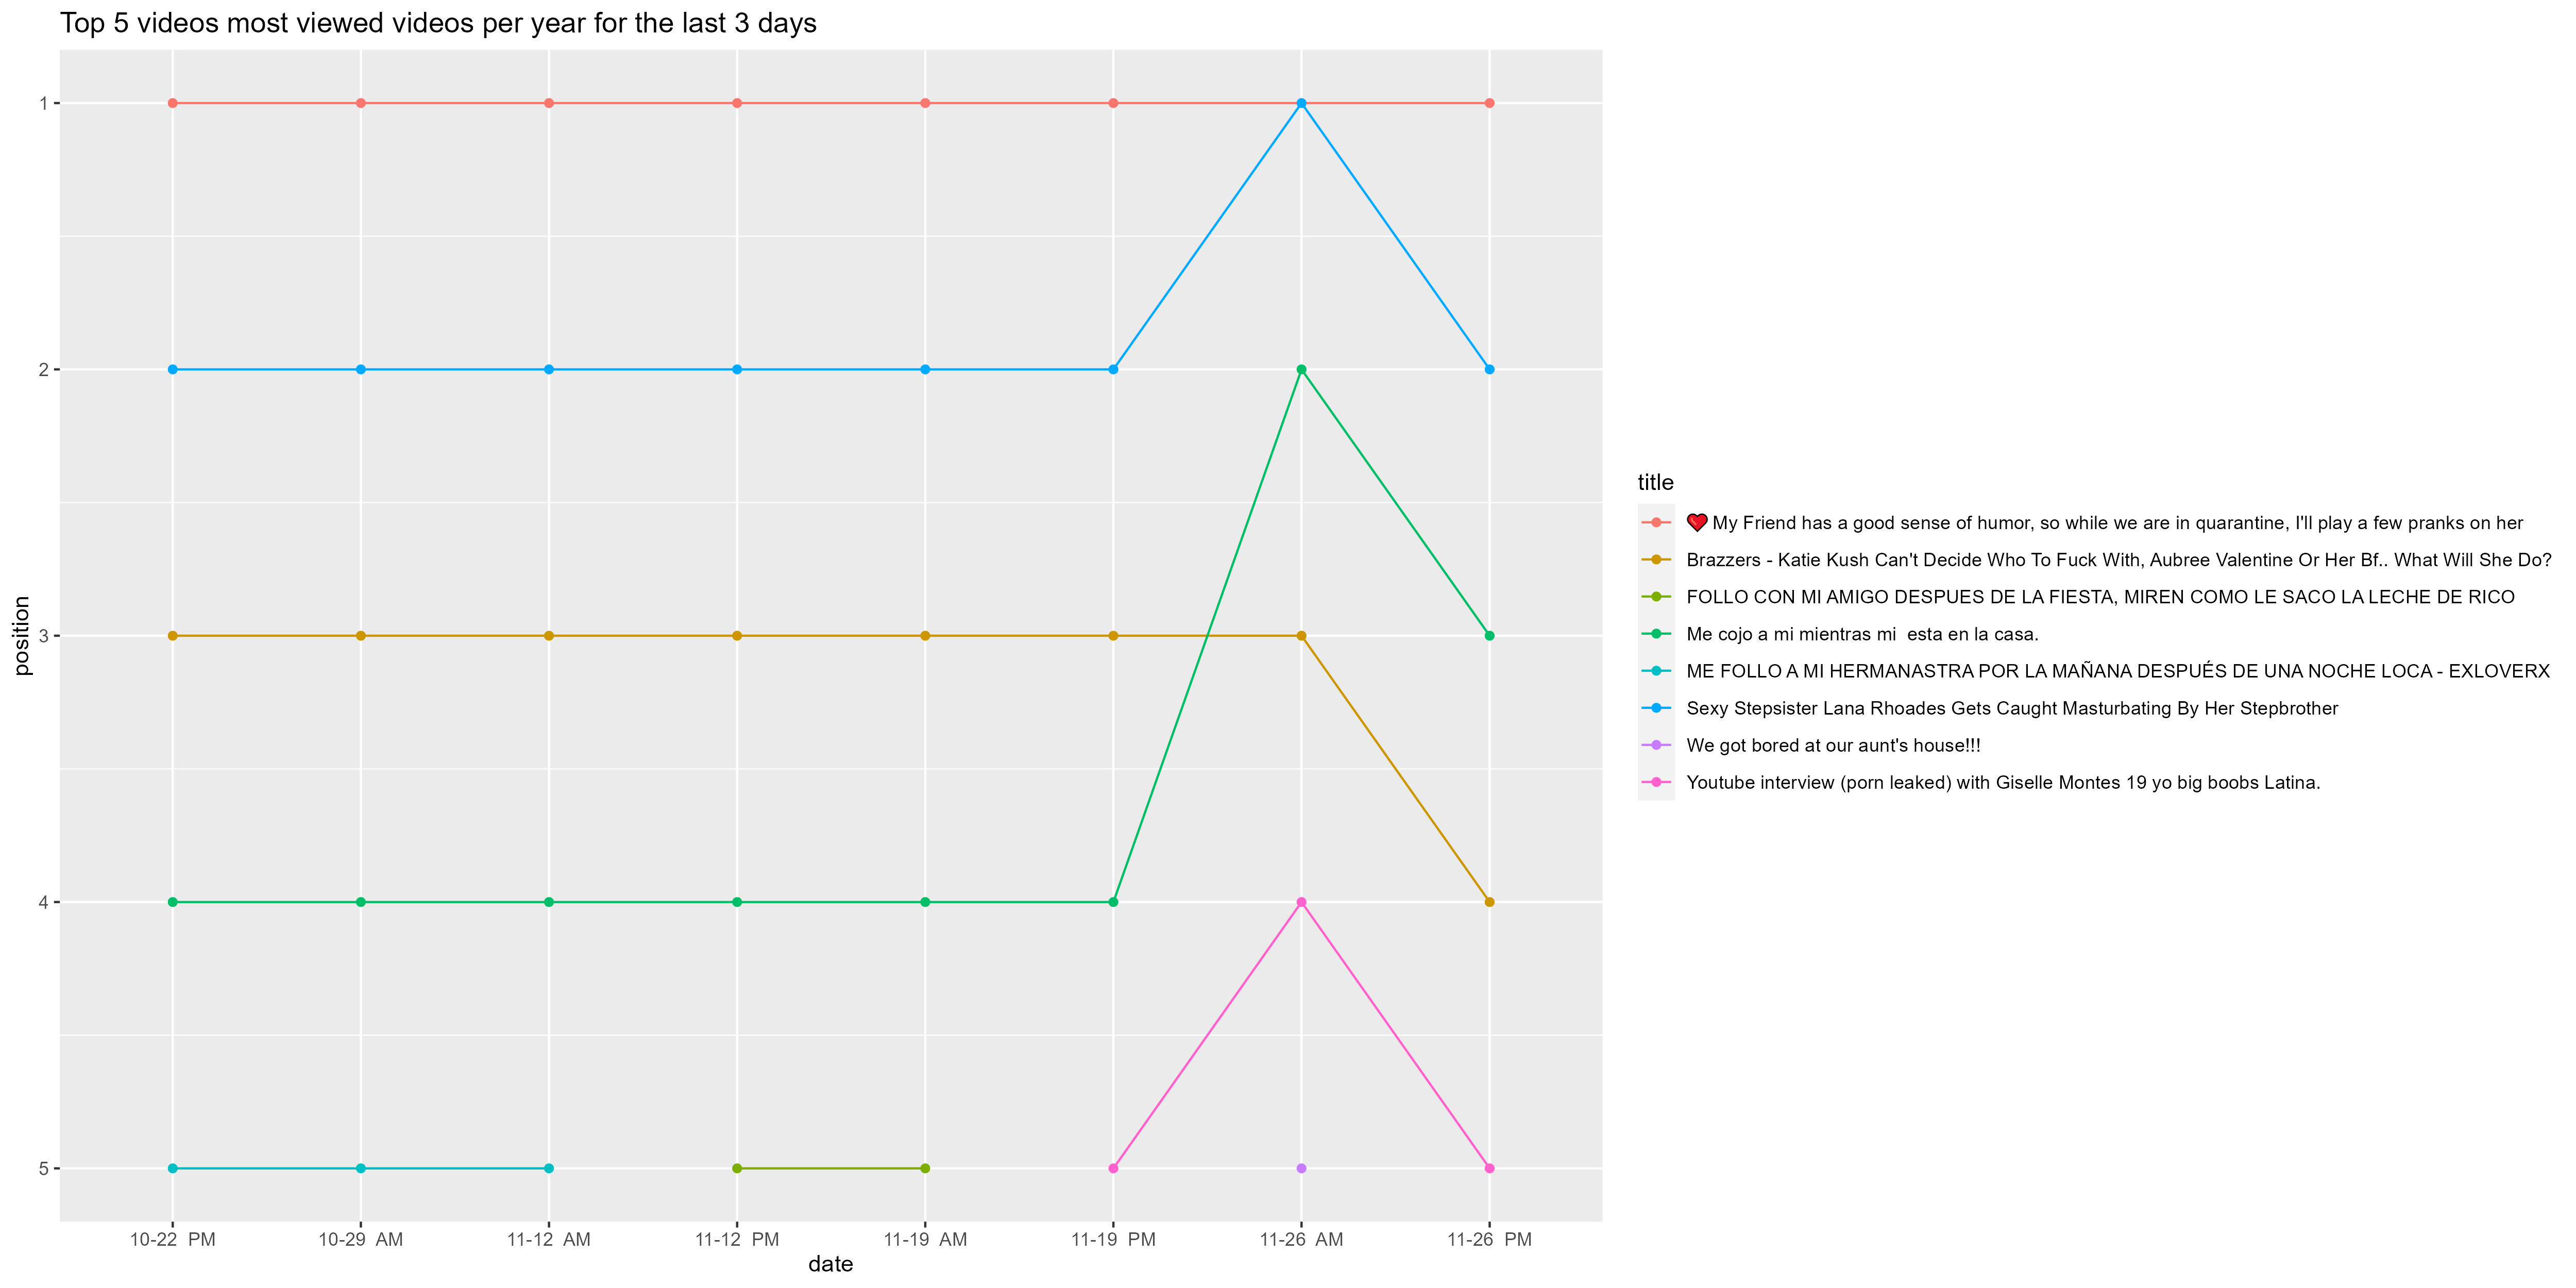 Top 5 videos most viewed videos per year for the last 3 days
position
1
2
3
4
5
10-22 PM
10-29 AM
11-12 AM
11-12 PM
11-19 AM
11-19 PM
11-26 AM
11-26 PM
date
title
❤ My Friend has a good sense of humor, so while we are in quarantine, I'll play a few pranks on her
Brazzers - Katie Kush Can't Decide Who To Fuck With, Aubree Valentine Or Her Bf.. What Will She Do?
FOLLO CON MI AMIGO DESPUES DE LA FIESTA, MIREN COMO LE SACO LA LECHE DE RICO
Me cojo a mi mientras mi  esta en la casa.
ME FOLLO A MI HERMANASTRA POR LA MAÑANA DESPUÉS DE UNA NOCHE LOCA - EXLOVERX
Sexy Stepsister Lana Rhoades Gets Caught Masturbating By Her Stepbrother
We got bored at our aunt's house!!!
Youtube interview (porn leaked) with Giselle Montes 19 yo big boobs Latina.